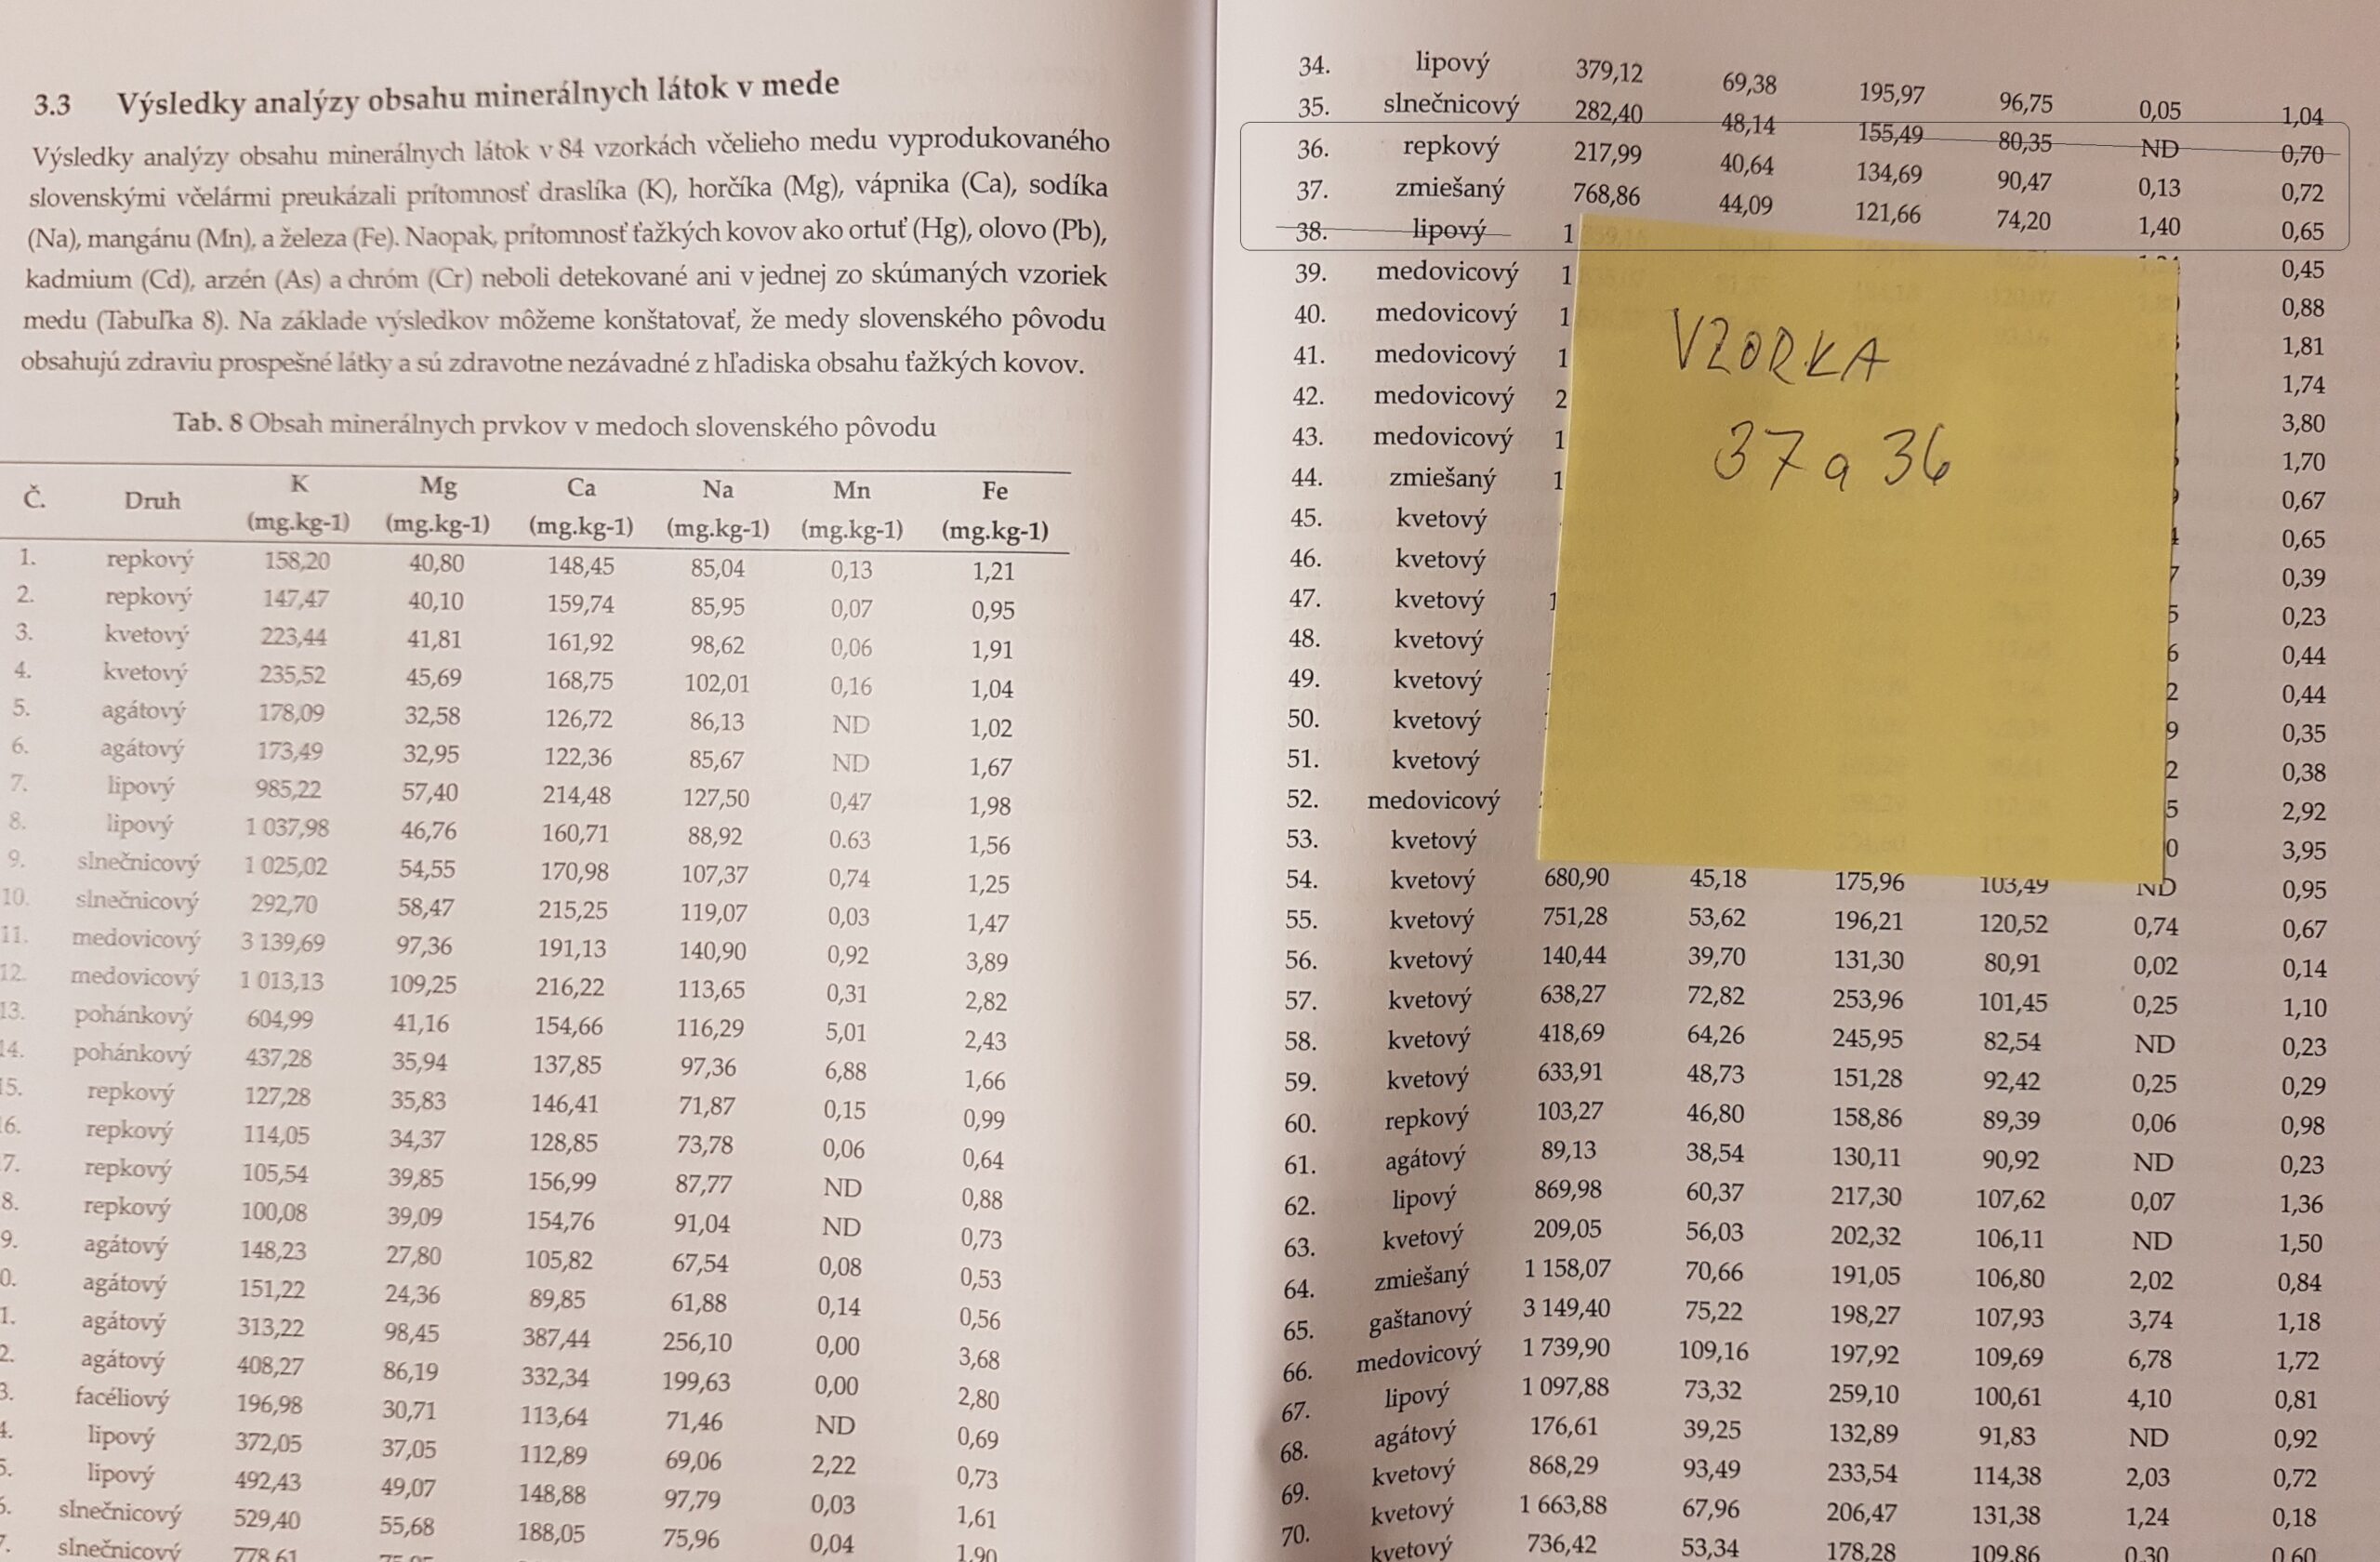 3.3 Výsledky analýzy obsahu minerálnych látok v mede
Výsledky analýzy obsahu minerálnych látok v 84 vzorkách včelieho medu vyprodukovaného
slovenskými včelármi preukázali prítomnosť draslíka (K), horčíka (Mg), vápnika (Ca), sodíka
(Na), mangánu (Mn), a železa (Fe). Naopak, prítomnosť ťažkých kovov ako ortuť (Hg), olovo (Pb),
kadmium (Cd), arzén (As) a chróm (Cr) neboli detekované ani v jednej zo skúmaných vzoriek
medu (Tabuľka 8). Na základe výsledkov môžeme konštatovať, že medy slovenského pôvodu
obsahujú zdraviu prospešné látky a sú zdravotne nezávadné z hľadiska obsahu ťažkých kovov.
Tab. 8 Obsah minerálnych prvkov v medoch slovenského pôvodu
Č. Druh K Mg Ca Na Mn Fe
(mg.kg-1) (mg.kg-1) (mg.kg-1) (mg.kg-1) (mg.kg-1) (mg.kg-1)
1. repkový 158,20 40,80 148,45 85,04 0,13 1,21
2. repkový 147,47 40,10 159,74 85,95 0,07 0,95
3. kvetový 223,44 41,81 161,92 98,62 0,06 1,91
4. kvetový 235,52 45,69 168,75 102,01 0,16 1,04
5. agátový 178,09 32,58 126,72 86,13 ND 1,02
6. agátový 173,49 32,95 122,36 85,67 ND 1,67
7. lipový 985,22 57,40 214,48 127,50 0,47 1,98
8. lipový 1 037,98 46,76 160,71 88,92 0.63 1,56
9. slnečnicový 1 025,02 54,55 170,98 107,37 0,74 1,25
10. slnečnicový 292,70 58,47 215,25 119,07 0,03 1,47
11. medovicový 3 139,69 97,36 191,13 140,90 0,92 3,89
12. medovicový 1 013,13 109,25 216,22 113,65 0,31 2,82
13. pohánkový 604,99 41,16 154,66 116,29 5,01 2,43
14. pohánkový 437,28 35,94 137,85 97,36 6,88 1,66
15. repkový 127,28 35,83 146,41 71,87 0,15 0,99
6. repkový 114,05 34,37 128,85 73,78 0,06 0,64
7. repkový 105,54 39,85 156,99 87,77 ND 0,88
8. repkový 100,08 39,09 154,76 91,04 ND 0,73
9. agátový 148,23 27,80 105,82 67,54 0,08 0,53
0. agátový 151,22 24,36 89,85 61,88 0,14 0,56
1. agátový 313,22 98,45 387,44 256,10 0,00 3,68
2. agátový 408,27 86,19 332,34 199,63 0,00 2,80
3. facéliový 196,98 30,71 113,64 71,46 ND 0,69
4. lipový 372,05 37,05 112,89 69,06 2,22 0,73
5. lipový 492,43 49,07 148,88 97,79 0,03 1,61
6. slnečnicový 529,40 55,68 188,05 75,96 0,04 1,90
7. slnečnicový 778,61
34. lipový 379,12 69,38 195,97 96,75 0,05 1,04
35. slnečnicový 282,40 48,14 155,49 80,35 ND 0,70
36. repkový 217,99 40,64 134,69 90,47 0,13 0,72
37. zmiešaný 768,86 44,09 121,66 74,20 1,40 0,65
38. lipový 1 0,45
39. medovicový 1 0,88
40. medovicový 1 1,81
41. medovicový 1 1,74
42. medovicový 2 3,80
43. medovicový 1 1,70
44. zmiešaný 1 0,67
45. kvetový 0,65
46. kvetový 0,39
47. kvetový 1 0,23
48. kvetový 0,44
49. kvetový 0,44
50. kvetový 0,35
51. kvetový 0,38
52. medovicový 2,92
53. kvetový 3,95
54. kvetový 680,90 45,18 175,96 103,49 ND 0,95
55. kvetový 751,28 53,62 196,21 120,52 0,74 0,67
56. kvetový 140,44 39,70 131,30 80,91 0,02 0,14
57. kvetový 638,27 72,82 253,96 101,45 0,25 1,10
58. kvetový 418,69 64,26 245,95 82,54 ND 0,23
59. kvetový 633,91 48,73 151,28 92,42 0,25 0,29
60. repkový 103,27 46,80 158,86 89,39 0,06 0,98
61. agátový 89,13 38,54 130,11 90,92 ND 0,23
62. lipový 869,98 60,37 217,30 107,62 0,07 1,36
63. kvetový 209,05 56,03 202,32 106,11 ND 1,50
64. zmiešaný 1 158,07 70,66 191,05 106,80 2,02 0,84
65. gaštanový 3 149,40 75,22 198,27 107,93 3,74 1,18
66. medovicový 1 739,90 109,16 197,92 109,69 6,78 1,72
67. lipový 1 097,88 73,32 259,10 100,61 4,10 0,81
68. agátový 176,61 39,25 132,89 91,83 ND 0,92
69. kvetový 868,29 93,49 233,54 114,38 2,03 0,72
70. kvetový 1 663,88 67,96 206,47 131,38 1,24 0,18
kvetový 736,42 53,34 178,28 109,86 0,30 0,60
VZORKA
37 a 36